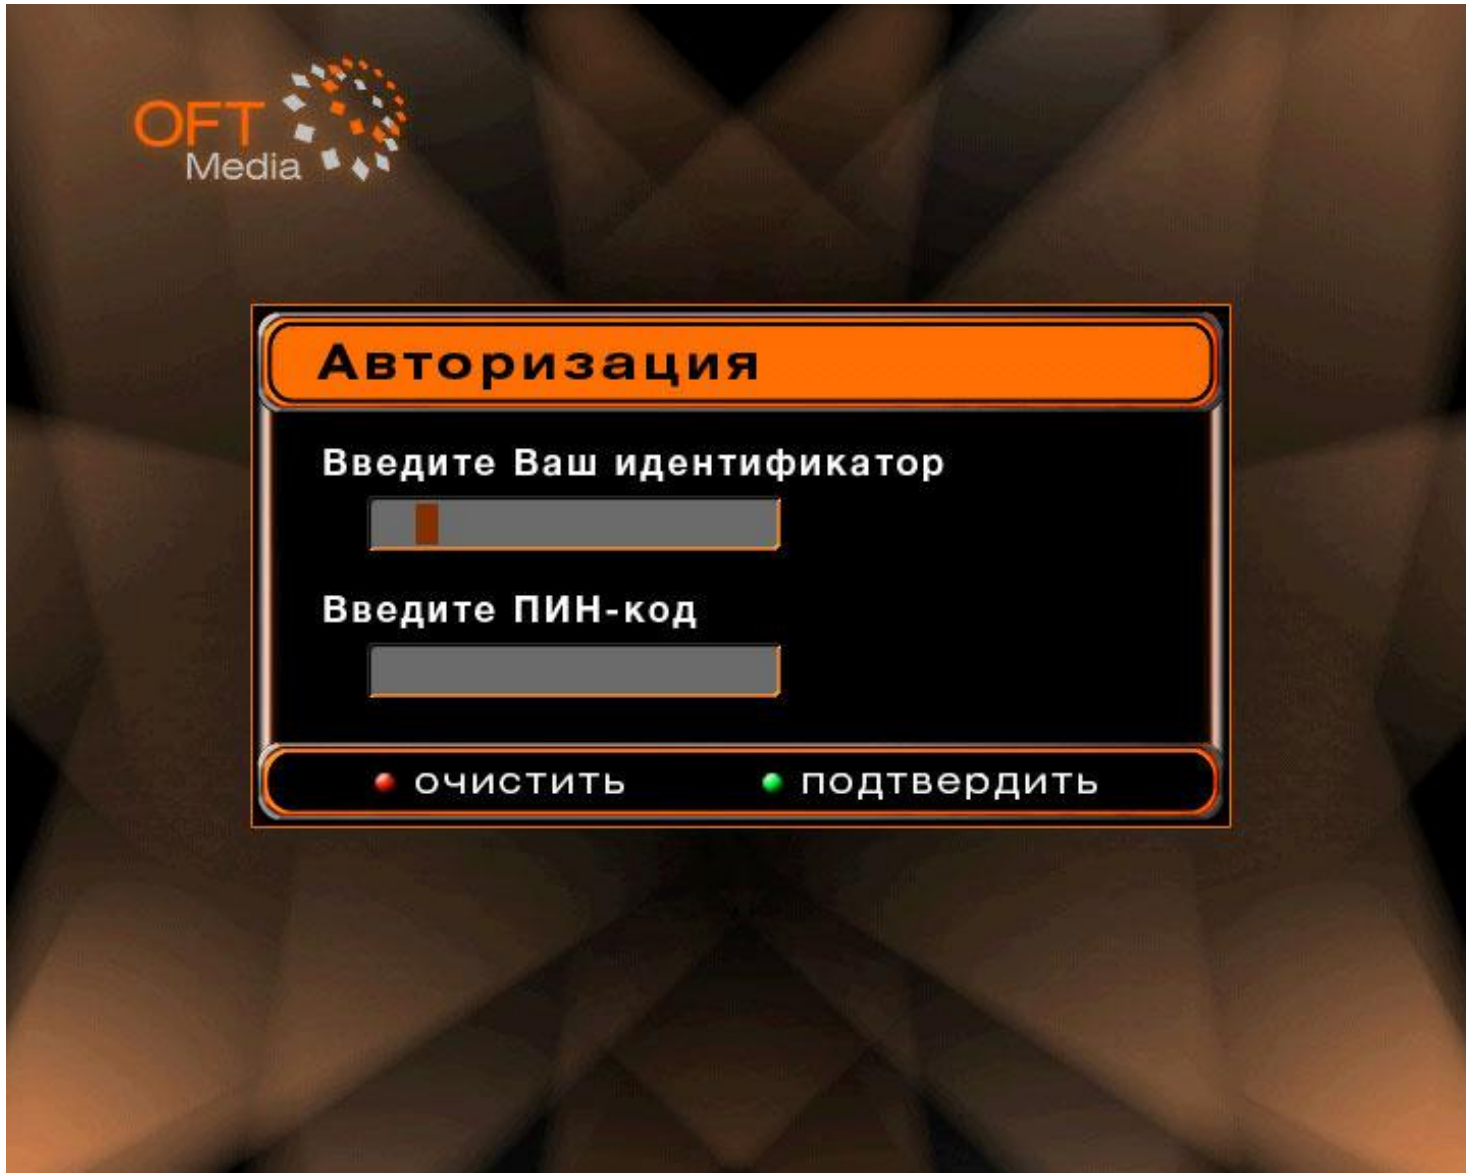 OFT
Media
Авторизация
Введите Ваш идентификатор
Введите ПИН-код
очистить подтвердить